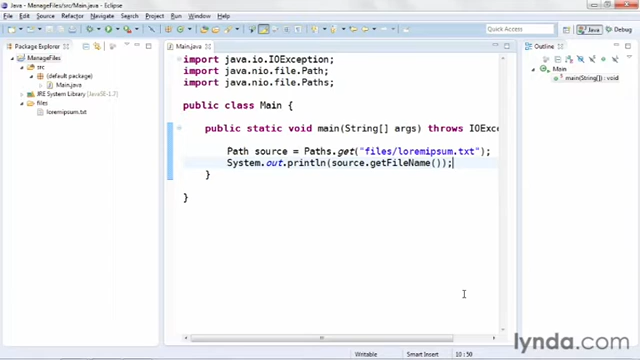 Java - ManageFiles/src/Main.java - Eclipse
File Edit Source Refactor Navigate Search Project Run Window Help
Quick Access
Java
Debug
Package Explorer
ManageFiles
src
(default package)
Main.java
JRE System Library [JavaSE-1.7]
files
loremipsum.txt
Main.java
import java.io.IOException;
import java.nio.file.Path;
import java.nio.file.Paths;
public class Main {
public static void main(String[] args) throws IOExce
Path source = Paths.get("files/loremipsum.txt");
System.out.println(source.getFileName());
}
}
Outline
Main
main(String[]) : void
Writable
Smart Insert
10 : 50
lynda.com